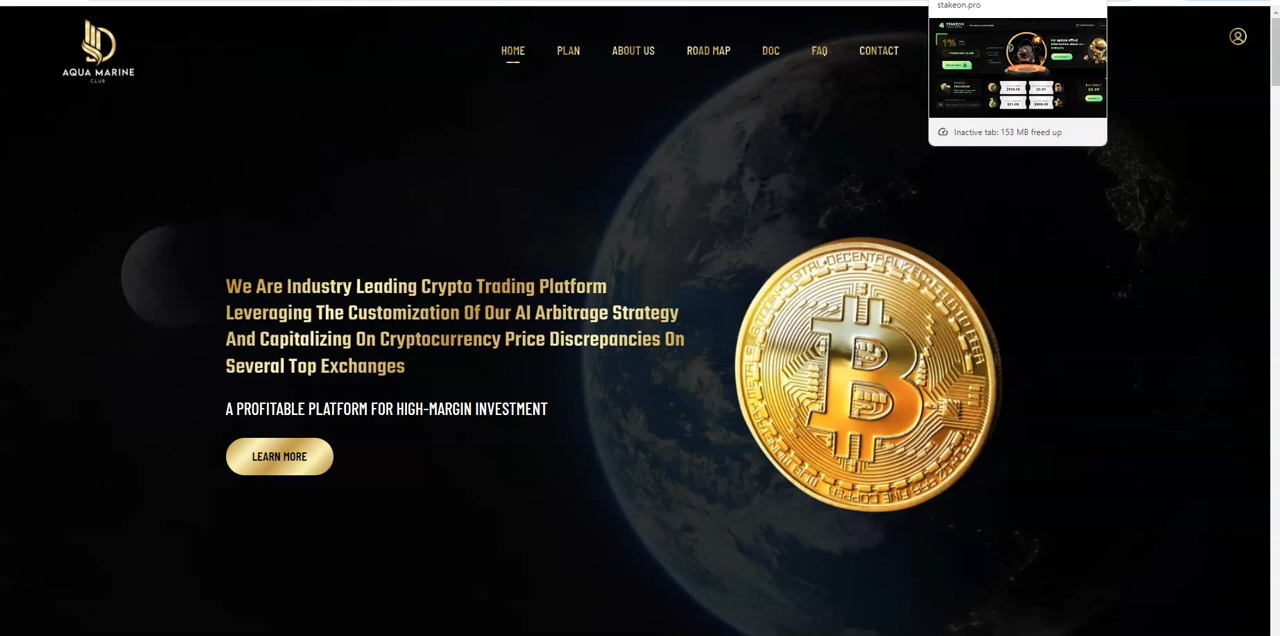 stakeon.pro
Inactive tab: 153 MB freed up
AQUA MARINE
CLUB
HOME
PLAN
ABOUT US
ROAD MAP
DOC
FAQ
CONTACT
We Are Industry Leading Crypto Trading Platform
Leveraging The Customization Of Our AI Arbitrage Strategy
And Capitalizing On Cryptocurrency Price Discrepancies On
Several Top Exchanges
A PROFITABLE PLATFORM FOR HIGH-MARGIN INVESTMENT
LEARN MORE